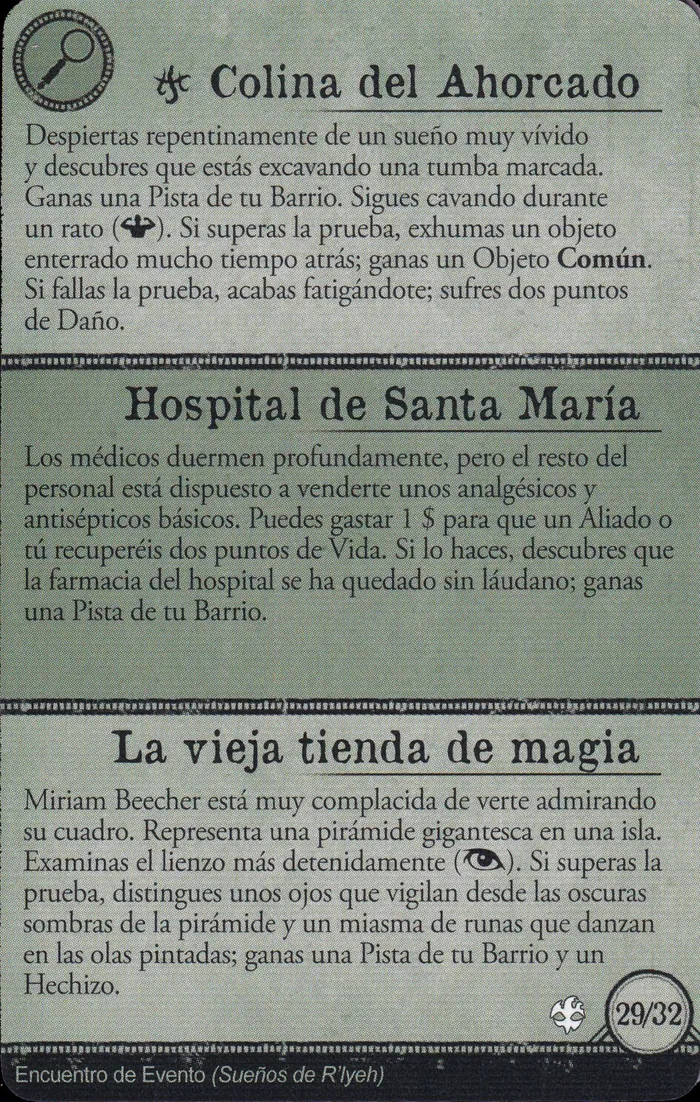 Colina del Ahorcado
Despiertas repentinamente de un sueño muy vívido
y descubres que estás excavando una tumba marcada.
Ganas una Pista de tu Barrio. Sigues cavando durante
un rato ( ). Si superas la prueba, exhumas un objeto
enterrado mucho tiempo atrás; ganas un Objeto Común.
Si fallas la prueba, acabas fatigándote; sufres dos puntos
de Daño.
Hospital de Santa María
Los médicos duermen profundamente, pero el resto del
personal está dispuesto a venderte unos analgésicos y
antisépticos básicos. Puedes gastar 1 $ para que un Aliado o
tú recuperéis dos puntos de Vida. Si lo haces, descubres que
la farmacia del hospital se ha quedado sin láudano; ganas
una Pista de tu Barrio.
La vieja tienda de magia
Miriam Beecher está muy complacida de verte admirando
su cuadro. Representa una pirámide gigantesca en una isla.
Examinas el lienzo más detenidamente ( ). Si superas la
prueba, distingues unos ojos que vigilan desde las oscuras
sombras de la pirámide y un miasma de runas que danzan
en las olas pintadas; ganas una Pista de tu Barrio y un
Hechizo.
29/32
Encuentro de Evento (Sueños de R'lyeh)